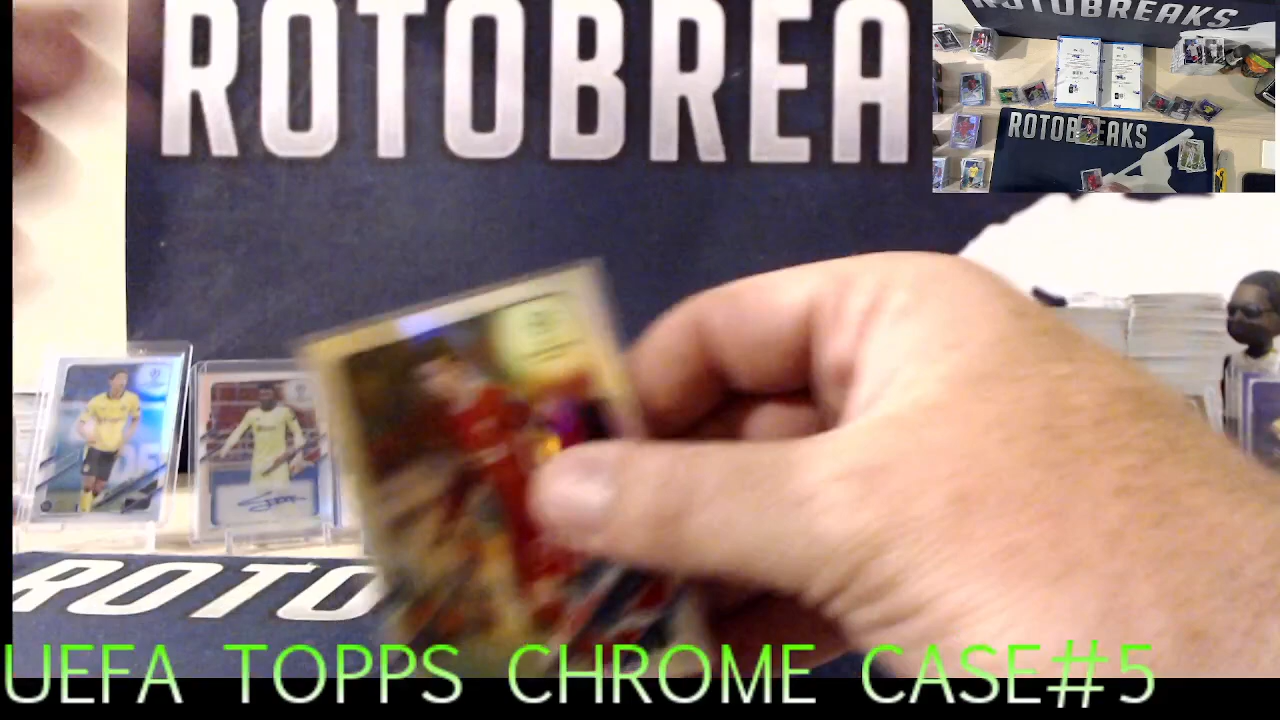 ROTOBREA
ROTOBREAKS
ROTOBREAKS
ROTO
UEFA TOPPS CHROME CASE#5